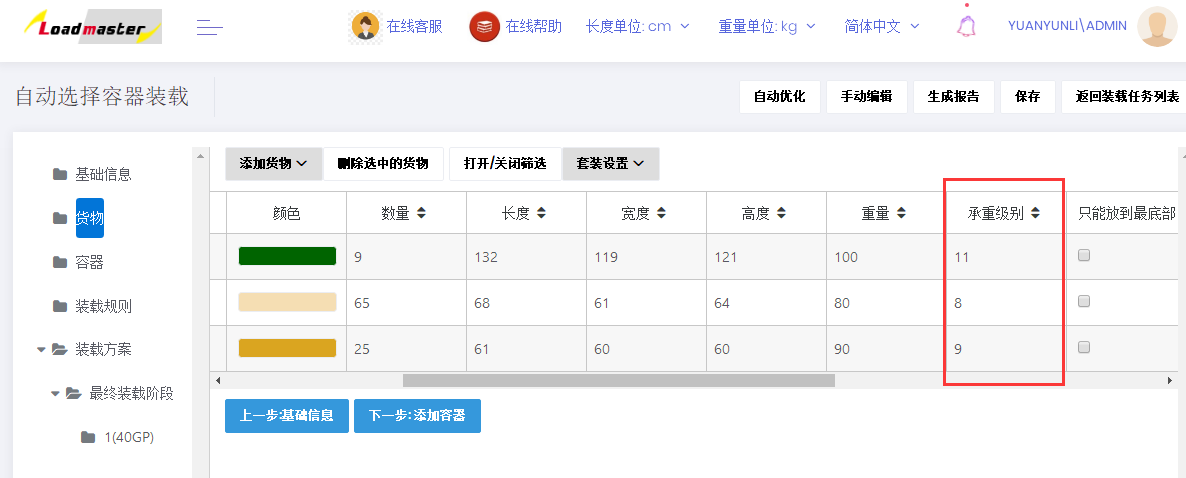 Loadmaster
在线客服
在线帮助
长度单位: cm
重量单位: kg
简体中文
YUANYUNLI\ADMIN
自动选择容器装载
自动优化
手动编辑
生成报告
保存
返回装载任务列表
基础信息
货物
容器
装载规则
装载方案
最终装载阶段
1(40GP)
添加货物
删除选中的货物
打开/关闭筛选
套装设置
颜色 数量 长度 宽度 高度 重量 承重级别 只能放到最底部
9 132 119 121 100 11
65 68 61 64 80 8
25 61 60 60 90 9
上一步:基础信息
下一步:添加容器